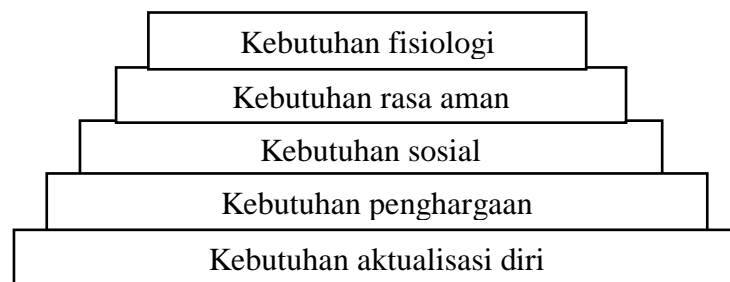 Kebutuhan fisiologi
Kebutuhan rasa aman
Kebutuhan sosial
Kebutuhan penghargaan
Kebutuhan aktualisasi diri